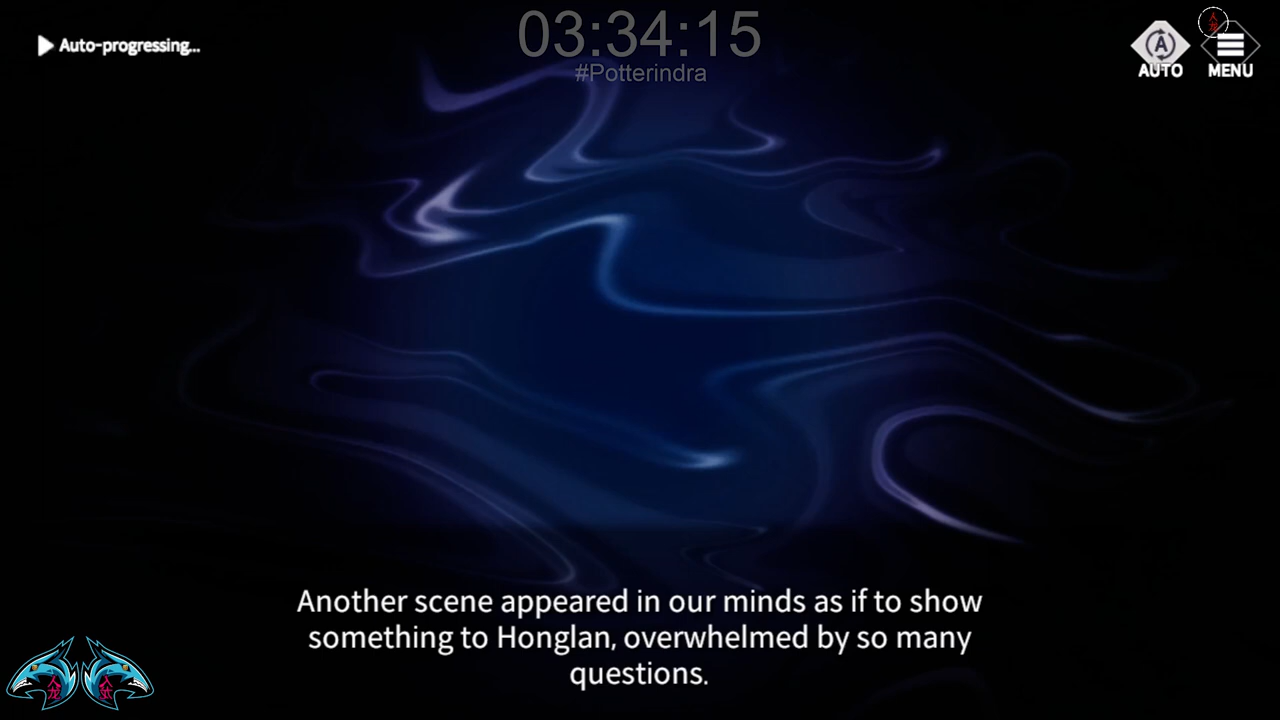 03:34:15
#Potterindra
Auto-progressing...
AUTO
MENU
Another scene appeared in our minds as if to show
something to Honglan, overwhelmed by so many
questions.